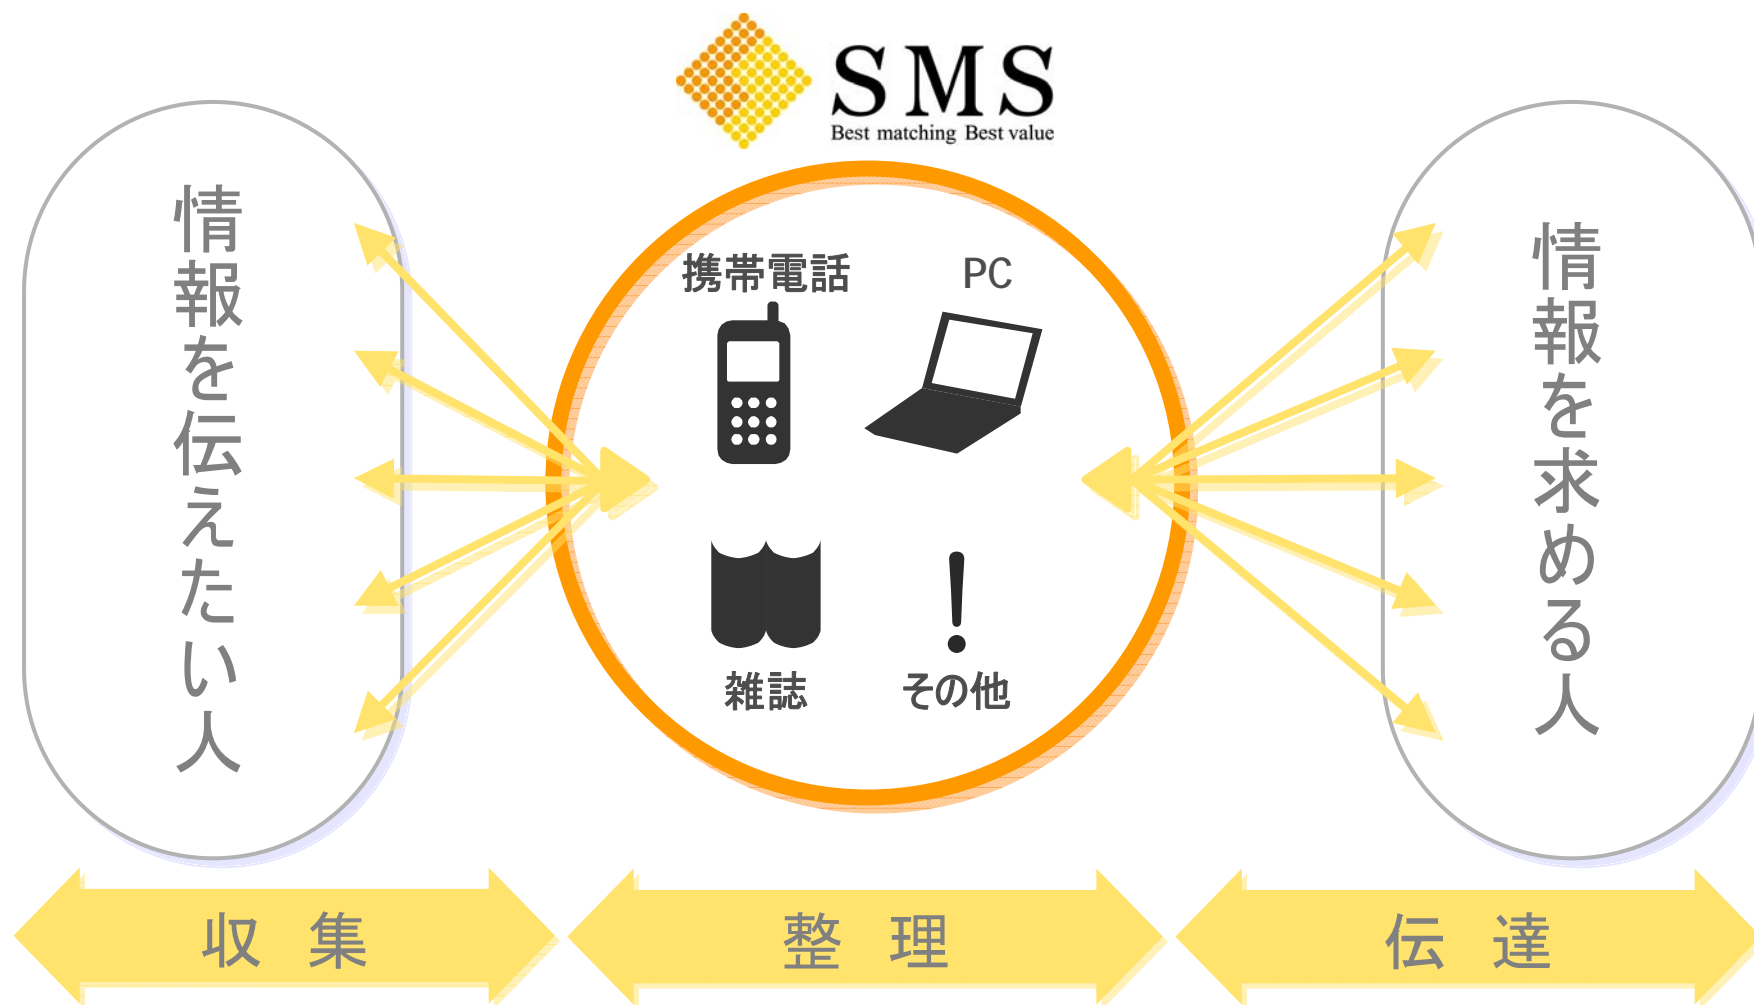 SMS
Best matching Best value
情報を伝えたい人
携帯電話
PC
雑誌
その他
情報を求める人
収集
整理
伝達